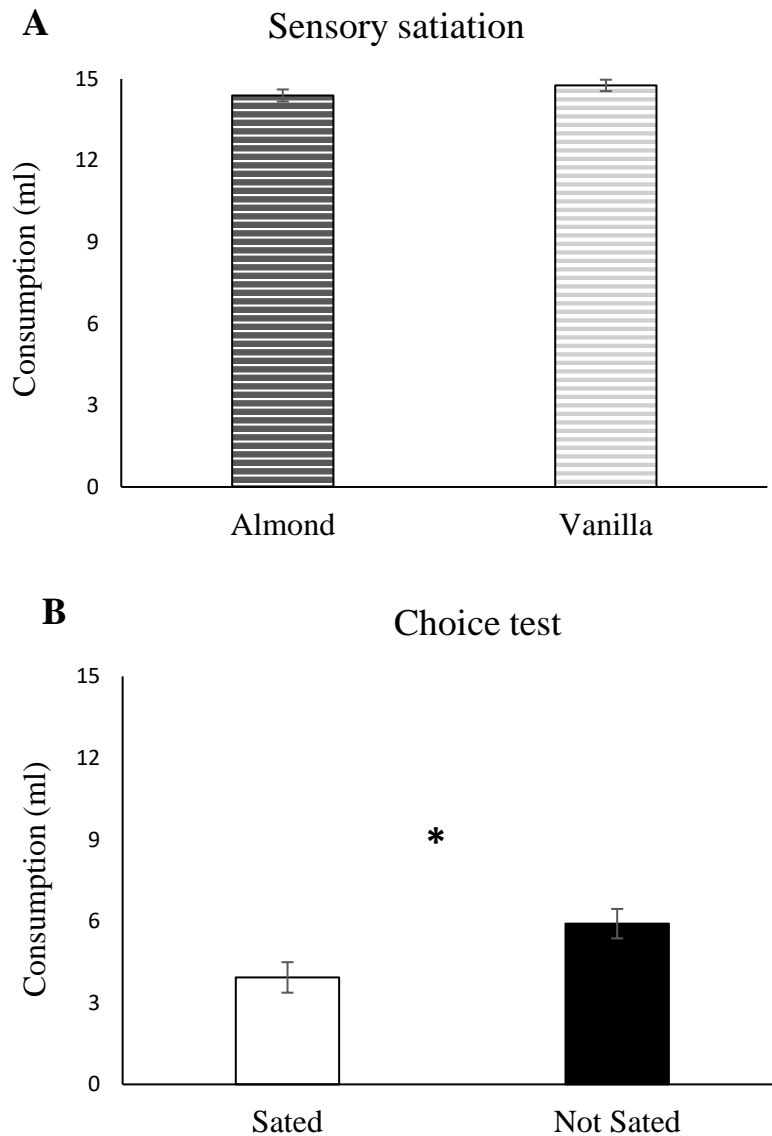 A
Sensory satiation
Consumption (ml)
15
12
9
6
3
0
Almond Vanilla
B
Choice test
Consumption (ml)
15
12
9
6
3
0
*
Sated Not Sated